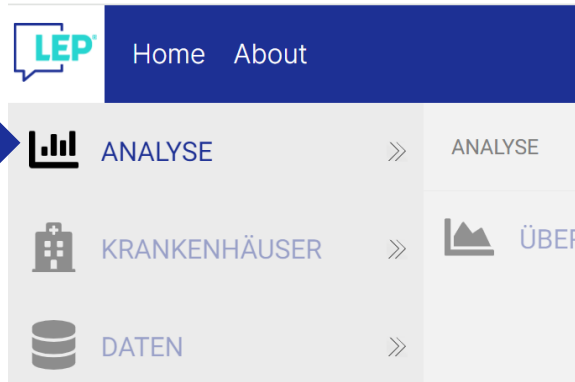 LEP®
Home About
ANALYSE
KRANKENHÄUSER
DATEN
ANALYSE